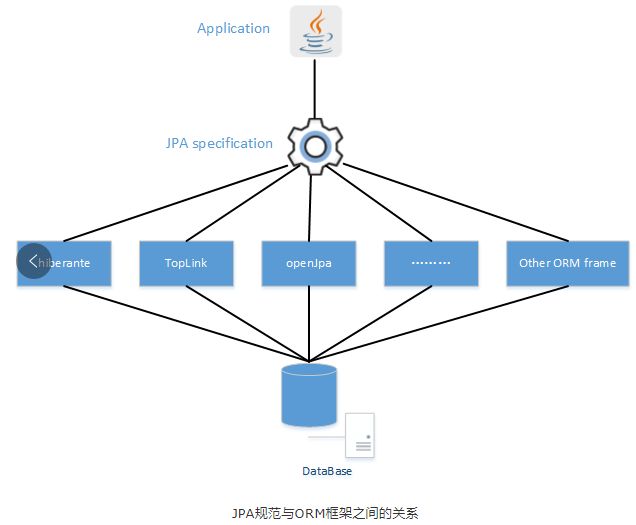 Application
JPA specification
hiberante
TopLink
openJpa
………
Other ORM frame
DataBase
JPA规范与ORM框架之间的关系